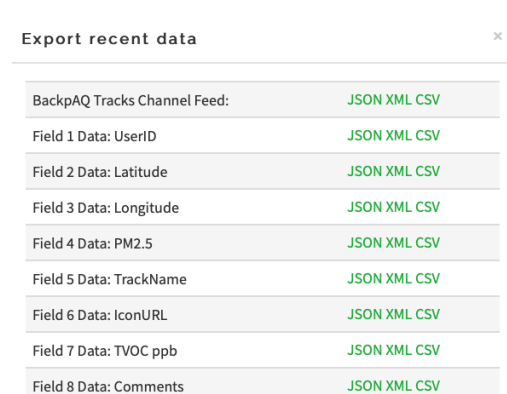 Export recent data ×
BackpAQ Tracks Channel Feed: JSON XML CSV
Field 1 Data: UserID JSON XML CSV
Field 2 Data: Latitude JSON XML CSV
Field 3 Data: Longitude JSON XML CSV
Field 4 Data: PM2.5 JSON XML CSV
Field 5 Data: TrackName JSON XML CSV
Field 6 Data: IconURL JSON XML CSV
Field 7 Data: TVOC ppb JSON XML CSV
Field 8 Data: Comments JSON XML CSV